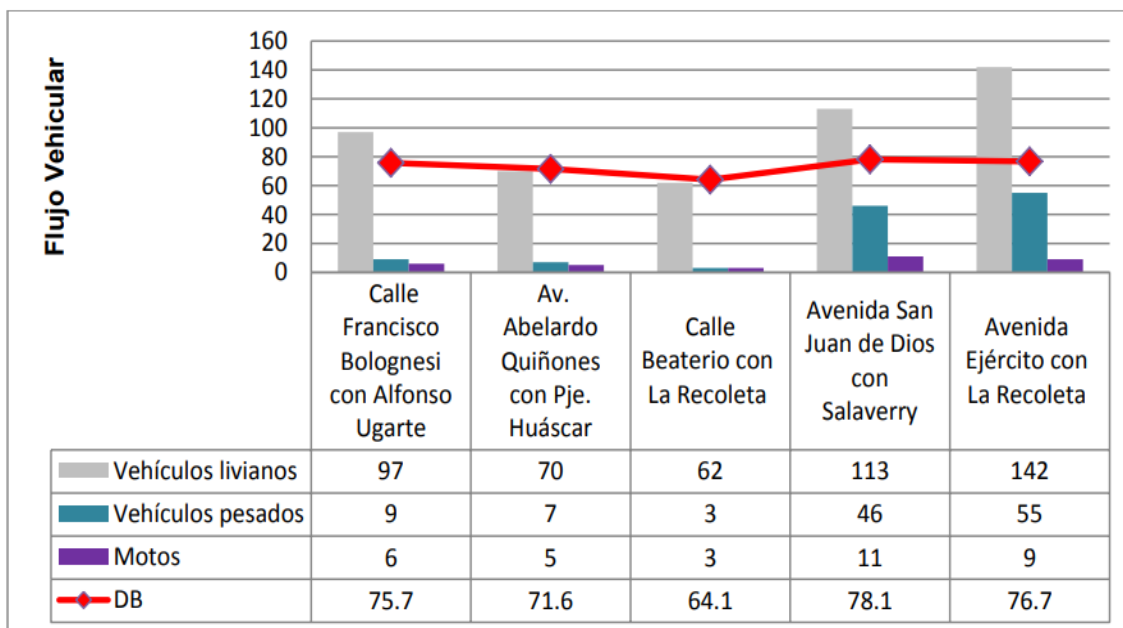 Flujo Vehicular
160
140
120
100
80
60
40
20
0
Calle
Francisco
Bolognesi
con Alfonso
Ugarte
Av.
Abelardo
Quiñones
con Pje.
Huáscar
Calle
Beaterio con
La Recoleta
Avenida San
Juan de Dios
con
Salaverry
Avenida
Ejército con
La Recoleta
Vehículos livianos 97 70 62 113 142
Vehículos pesados 9 7 3 46 55
Motos 6 5 3 11 9
DB 75.7 71.6 64.1 78.1 76.7